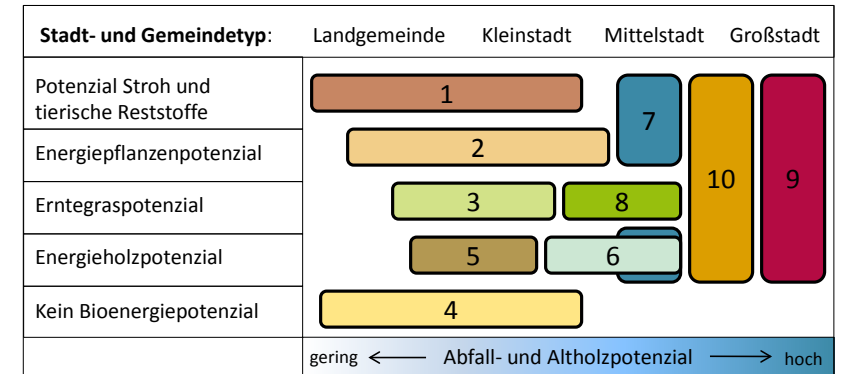 Stadt- und Gemeindetyp: Landgemeinde Kleinstadt Mittelstadt Großstadt
Potenzial Stroh und
tierische Reststoffe
1
7
Energiepflanzenpotenzial
2
10
9
Erntegraspotenzial
3
8
Energieholzpotenzial
5
6
Kein Bioenergiepotenzial
4
gering ← Abfall- und Altholzpotenzial → hoch